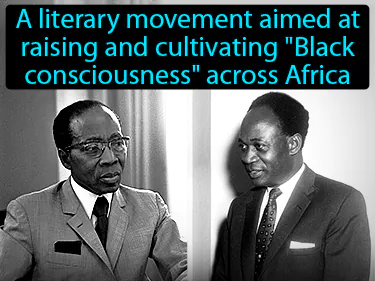 A literary movement aimed at
raising and cultivating "Black
consciousness" across Africa